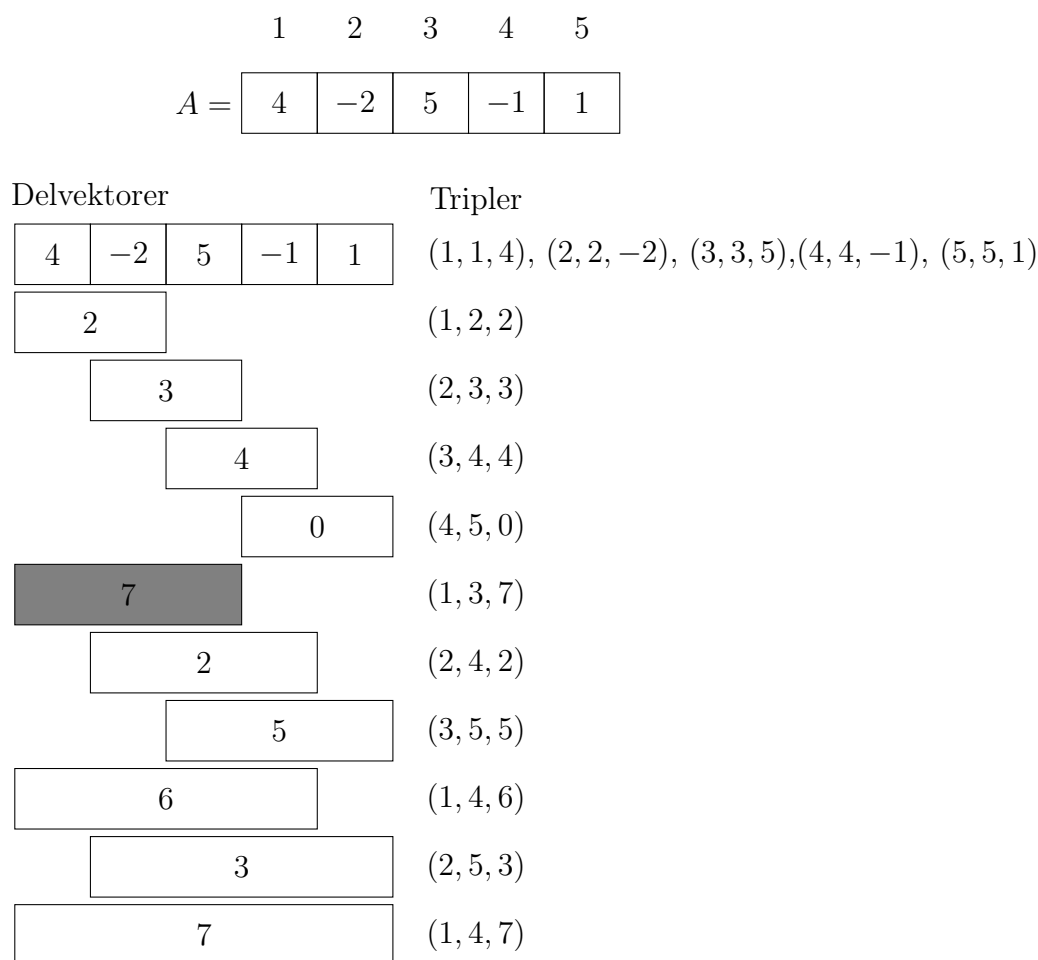 1 2 3 4 5
A = 4 −2 5 −1 1
Delvektorer Tripler
4 −2 5 −1 1 (1, 1, 4), (2, 2, −2), (3, 3, 5),(4, 4, −1), (5, 5, 1)
2 (1, 2, 2)
3 (2, 3, 3)
4 (3, 4, 4)
0 (4, 5, 0)
7 (1, 3, 7)
2 (2, 4, 2)
5 (3, 5, 5)
6 (1, 4, 6)
3 (2, 5, 3)
7 (1, 4, 7)